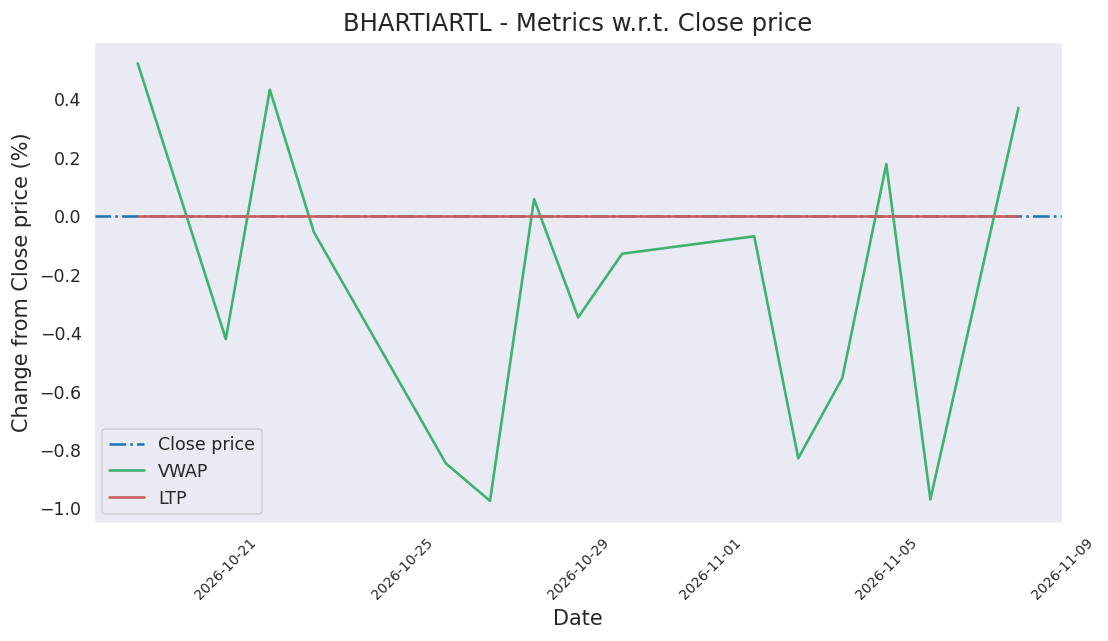 BHARTIARTL - Metrics w.r.t. Close price
Change from Close price (%)
0.4
0.2
0.0
−0.2
−0.4
−0.6
−0.8
−1.0
Close price
VWAP
LTP
2026-10-21
2026-10-25
2026-10-29
2026-11-01
2026-11-05
2026-11-09
Date